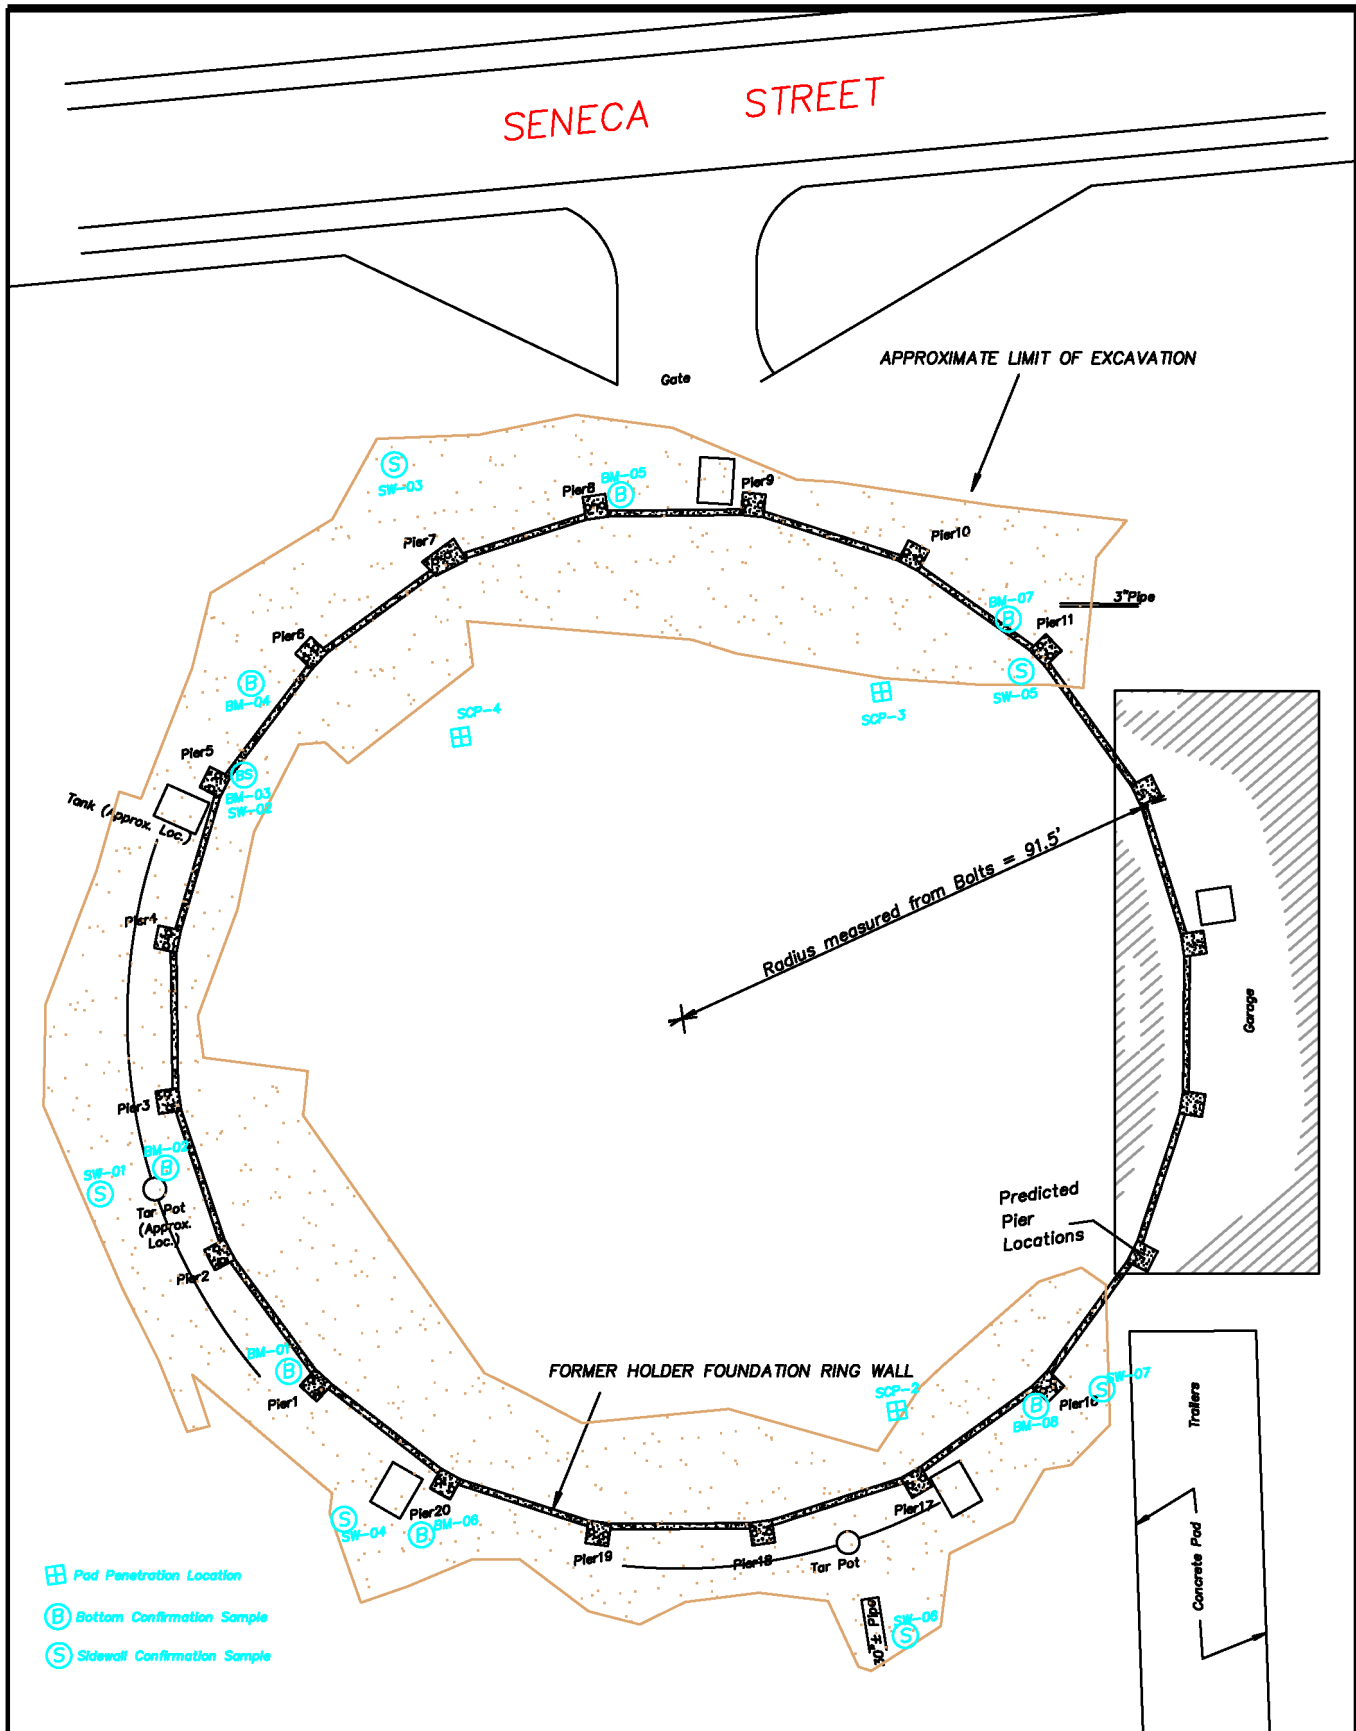 SENECA STREET
APPROXIMATE LIMIT OF EXCAVATION
Gate
BM-05
SW-03
Pier8
Pier9
Pier7
Pier10
3"Pipe
BM-07
Pier11
Pier6
SW-05
BM-04
SCP-4
SCP-3
Pier5
BS
BM-03
SW-02
Tank (Approx. Loc.)
Radius measured from Bolts = 91.5'
Pier4
Garage
Pier3
BM-02
SW-01
Tar Pot
(Approx.
Loc.)
Predicted
Pier
Locations
Pier2
BM-01
FORMER HOLDER FOUNDATION RING WALL
SCP-2
SW-07
Pier1
Pier16
BM-08
Trailers
Pier20
Pier17
SW-04
BM-06
Pier19
Pier18
Tar Pot
Concrete Pad
30"± Pipe
SW-06
Pad Penetration Location
B Bottom Confirmation Sample
S Sidewall Confirmation Sample